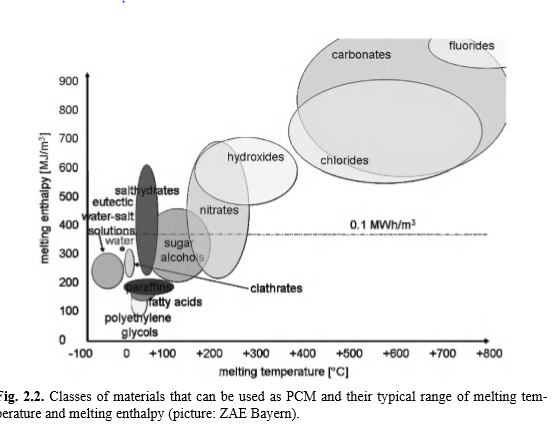 carbonates
fluorides
900
800
700
600
500
400
300
200
100
0
melting enthalpy [MJ/m³]
hydroxides
chlorides
salthydrates
eutectic
water-salt
solutions
water
nitrates
0.1 MWh/m³
sugar
alcohols
clathrates
paraffins
fatty acids
polyethylene
glycols
-100 0 +100 +200 +300 +400 +500 +600 +700 +800
melting temperature [°C]
Fig. 2.2. Classes of materials that can be used as PCM and their typical range of melting tem-
perature and melting enthalpy (picture: ZAE Bayern).